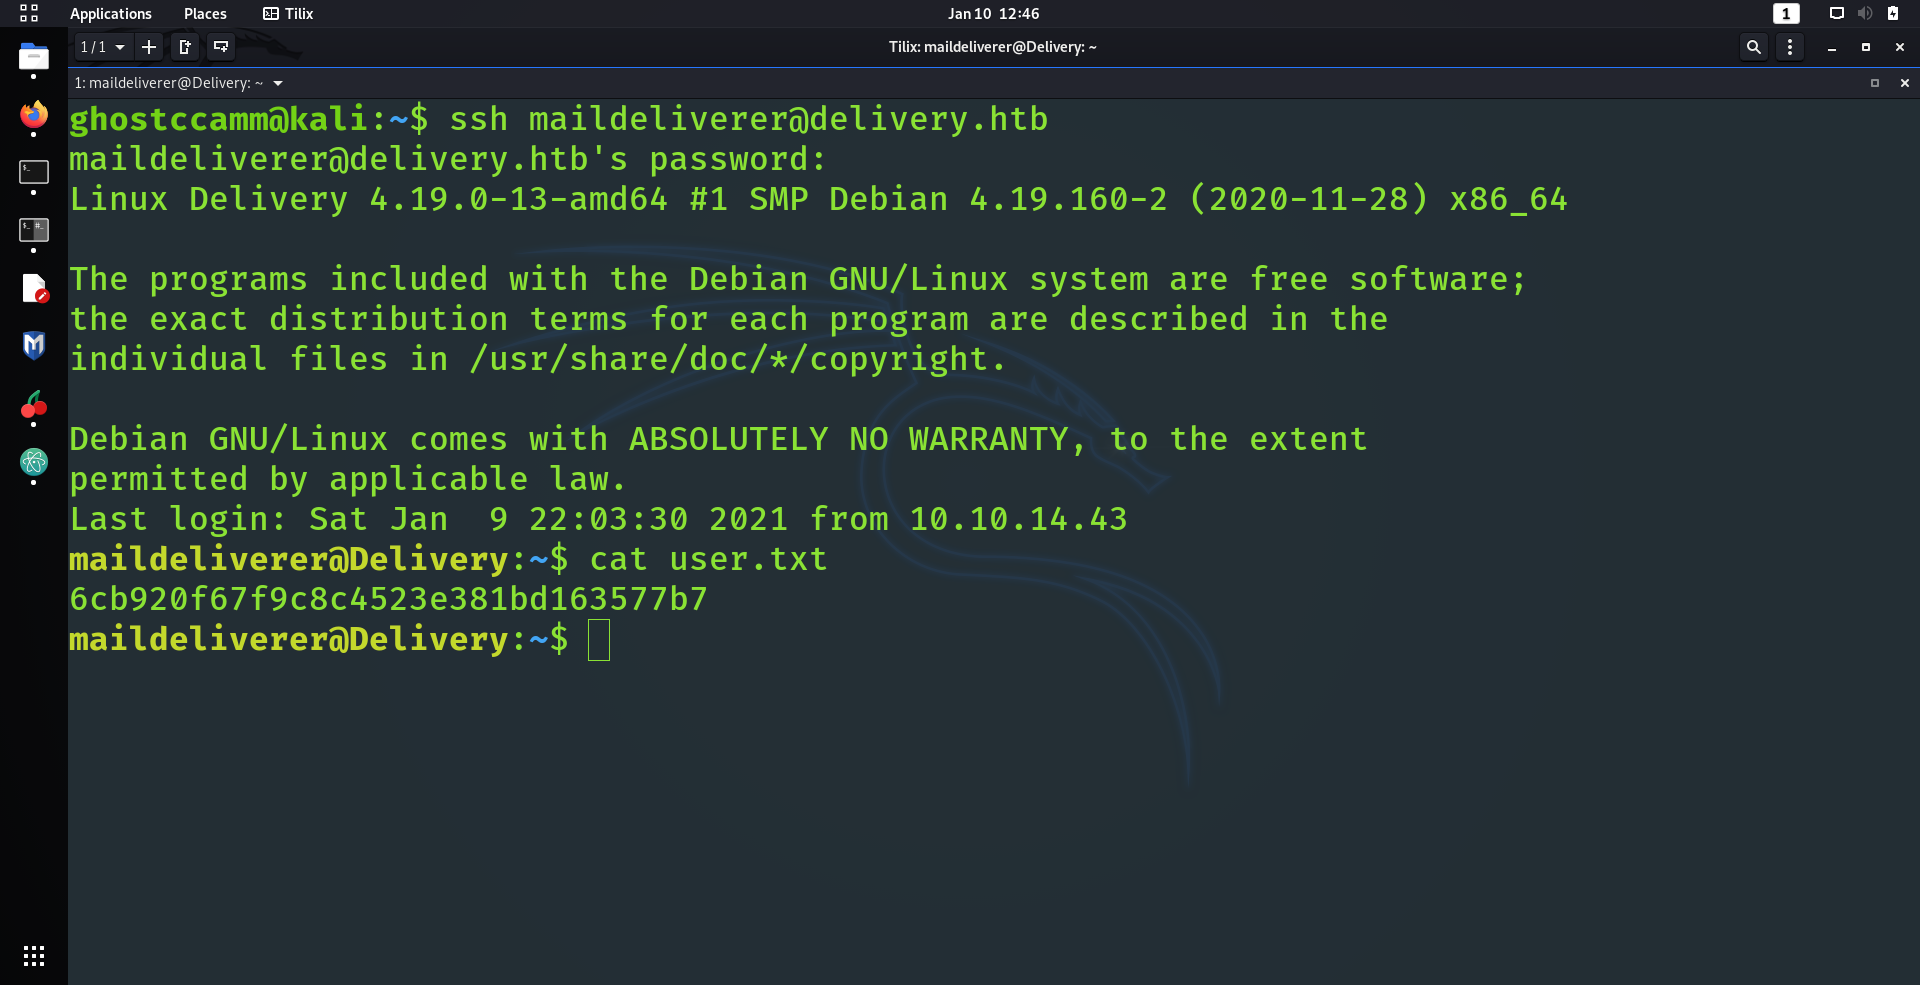 Applications Places Tilix Jan 10 12:46 1
1 / 1 Tilix: maildeliverer@Delivery: ~
1: maildeliverer@Delivery: ~
ghostccamm@kali:~$ ssh maildeliverer@delivery.htb
maildeliverer@delivery.htb's password:
Linux Delivery 4.19.0-13-amd64 #1 SMP Debian 4.19.160-2 (2020-11-28) x86_64
The programs included with the Debian GNU/Linux system are free software;
the exact distribution terms for each program are described in the
individual files in /usr/share/doc/*/copyright.
Debian GNU/Linux comes with ABSOLUTELY NO WARRANTY, to the extent
permitted by applicable law.
Last login: Sat Jan  9 22:03:30 2021 from 10.10.14.43
maildeliverer@Delivery:~$ cat user.txt
6cb920f67f9c8c4523e381bd163577b7
maildeliverer@Delivery:~$